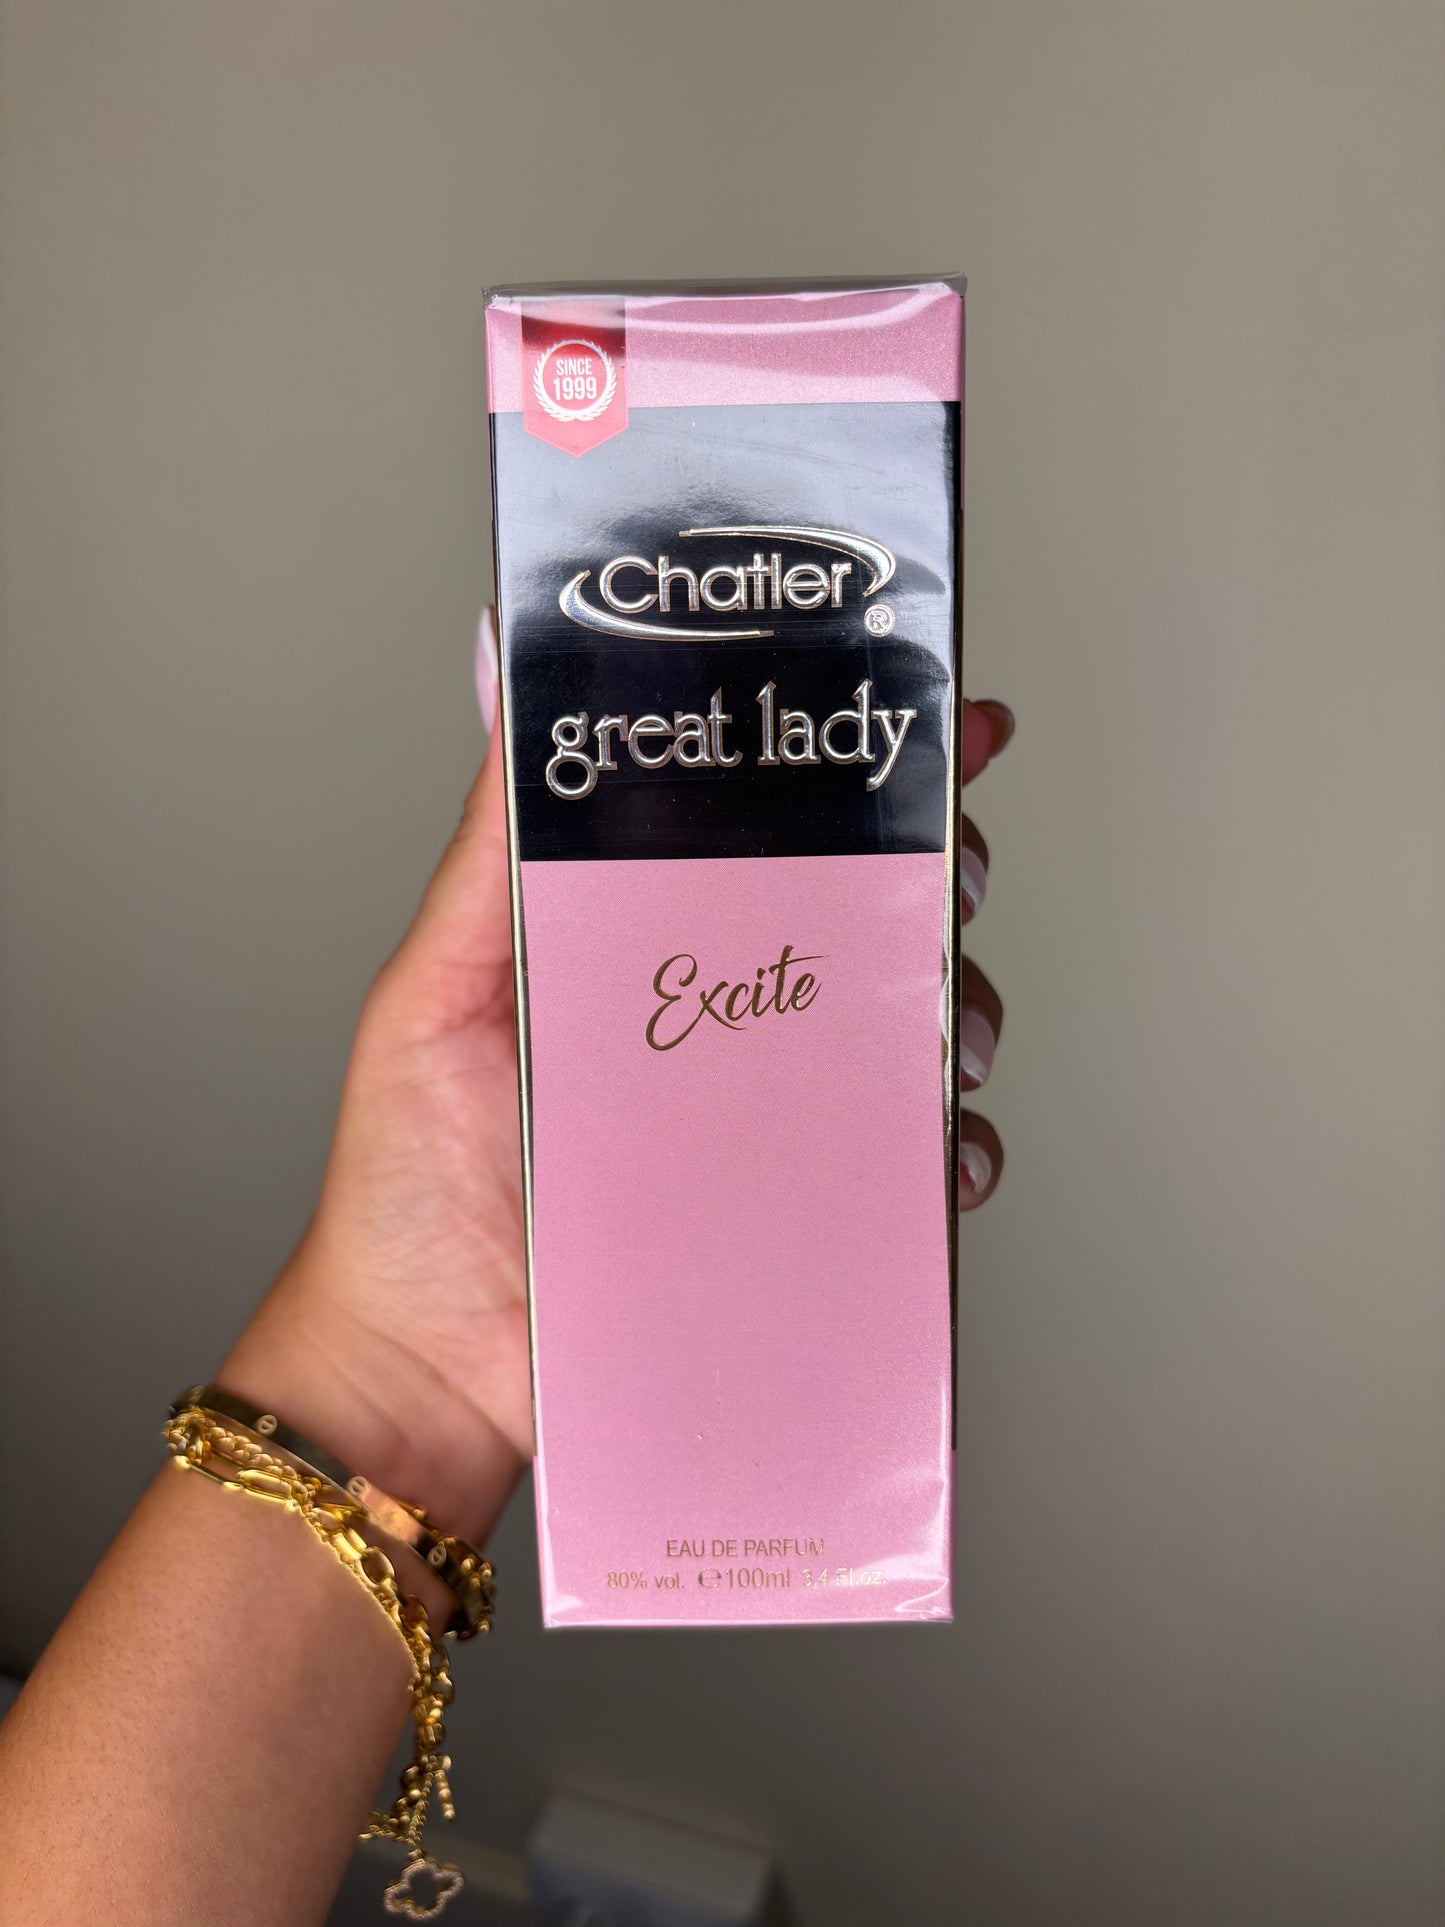 SINCE
1999
Chatler
®
great lady
Excite
EAU DE PARFUM
80% vol. ℮100ml 3,4 Fl.oz.